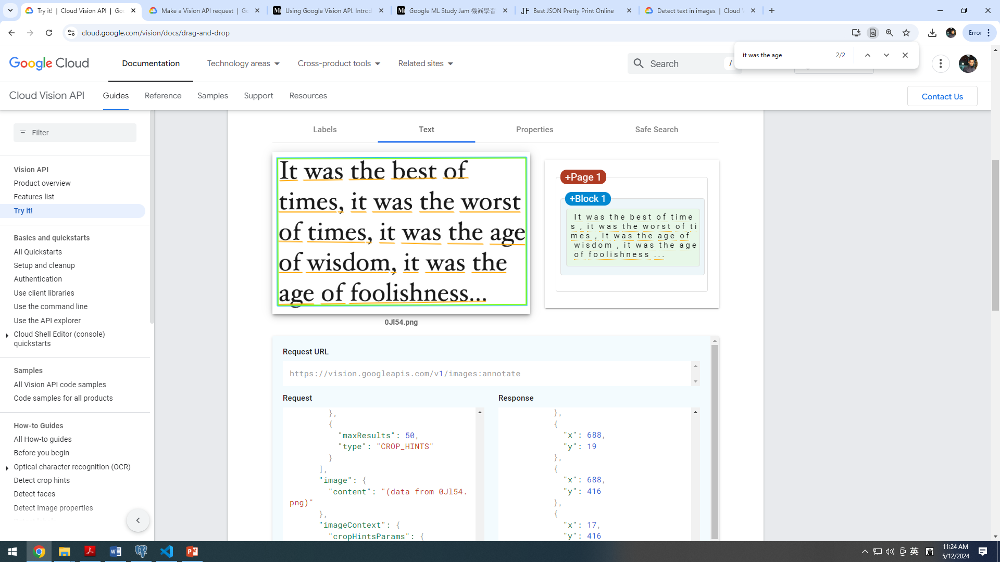 Try it! | Cloud Vision API | Goo
Make a Vision API request | Go
Using Google Vision API. Introd
Google ML Study Jam 機器學習
JF Best JSON Pretty Print Online
Detect text in images | Cloud V
cloud.google.com/vision/docs/drag-and-drop
Error
it was the age 2/2
Google Cloud
Documentation
Technology areas
Cross-product tools
Related sites
Search /
Cloud Vision API
Guides
Reference
Samples
Support
Resources
Contact Us
Filter
Vision API
Product overview
Features list
Try it!
Basics and quickstarts
All Quickstarts
Setup and cleanup
Authentication
Use client libraries
Use the command line
Use the API explorer
Cloud Shell Editor (console)
quickstarts
Samples
All Vision API code samples
Code samples for all products
How-to Guides
All How-to guides
Before you begin
Optical character recognition (OCR)
Detect crop hints
Detect faces
Detect image properties
Labels
Text
Properties
Safe Search
It was the best of
times, it was the worst
of times, it was the age
of wisdom, it was the
age of foolishness...
0Jl54.png
+Page 1
+Block 1
It was the best of time
s , it was the worst of ti
mes , it was the age of
wisdom , it was the age
of foolishness ...
Request URL
https://vision.googleapis.com/v1/images:annotate
Request
},
{
"maxResults": 50,
"type": "CROP_HINTS"
}
],
"image": {
"content": "(data from 0Jl54.
png)"
},
"imageContext": {
"cropHintsParams": {
Response
},
{
"x": 688,
"y": 19
},
{
"x": 688,
"y": 416
},
{
"x": 17,
"y": 416
英
倉
11:24 AM
5/12/2024